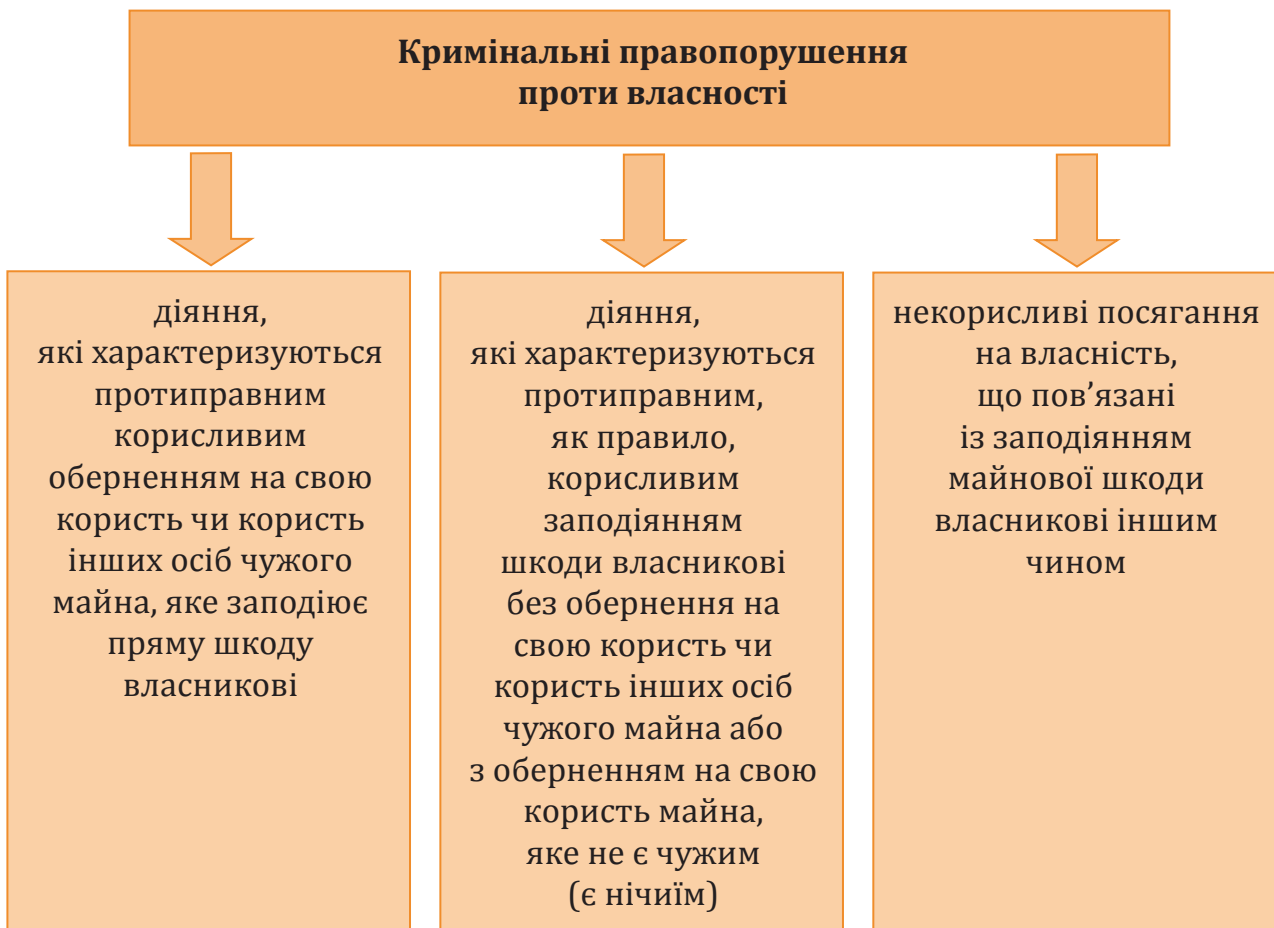 Кримінальні правопорушення
проти власності
діяння,
які характеризуються
протиправним
корисливим
оберненням на свою
користь чи користь
інших осіб чужого
майна, яке заподіює
пряму шкоду
власникові
діяння,
які характеризуються
протиправним,
як правило,
корисливим
заподіянням
шкоди власникові
без обернення на
свою користь чи
користь інших осіб
чужого майна або
з оберненням на свою
користь майна,
яке не є чужим
(є нічиїм)
некорисливі посягання
на власність,
що пов’язані
із заподіянням
майнової шкоди
власникові іншим
чином